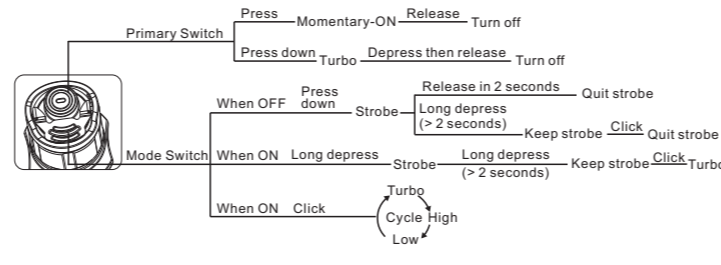 Press Momentary-ON Release Turn off
Primary Switch
Press down Turbo Depress then release Turn off
When OFF Press down Strobe Release in 2 seconds Quit strobe
Long depress (> 2 seconds) Keep strobe Click Quit strobe
Mode Switch When ON Long depress Strobe Long depress (> 2 seconds) Keep strobe Click Turbo
When ON Click
Turbo
Cycle High
Low